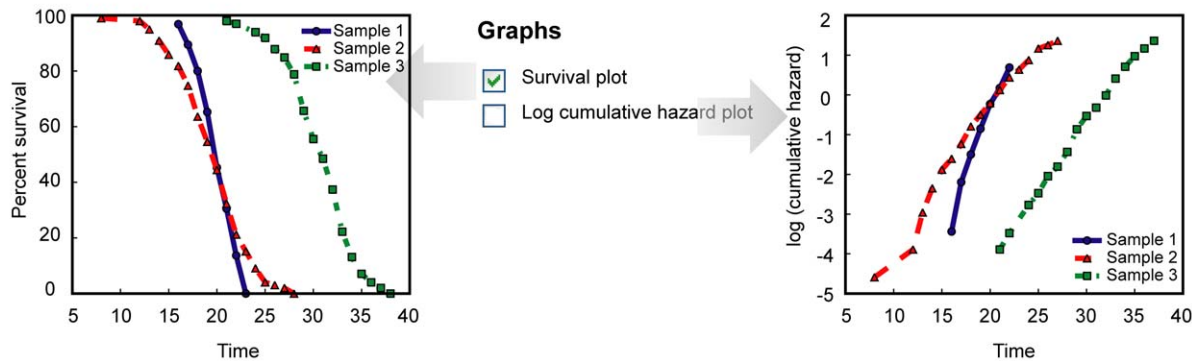 100
80
60
40
20
0
Percent survival
5 10 15 20 25 30 35 40
Time
Sample 1
Sample 2
Sample 3
Graphs
Survival plot
Log cumulative hazard plot
2
1
0
-1
-2
-3
-4
-5
log (cumulative hazard)
5 10 15 20 25 30 35 40
Time
Sample 1
Sample 2
Sample 3